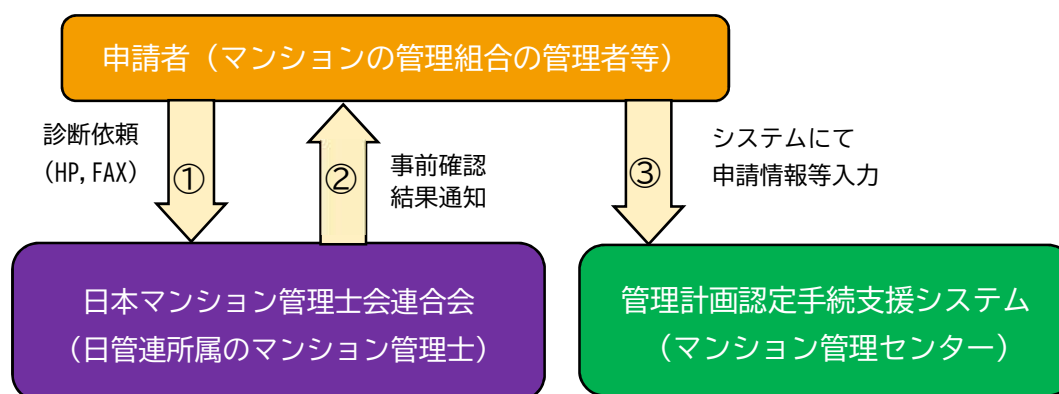 申請者（マンションの管理組合の管理者等）
診断依頼
(HP,FAX)
①
②
事前確認
結果通知
③
システムにて
申請情報等入力
日本マンション管理士会連合会
（日管連所属のマンション管理士）
管理計画認定手続支援システム
（マンション管理センター）